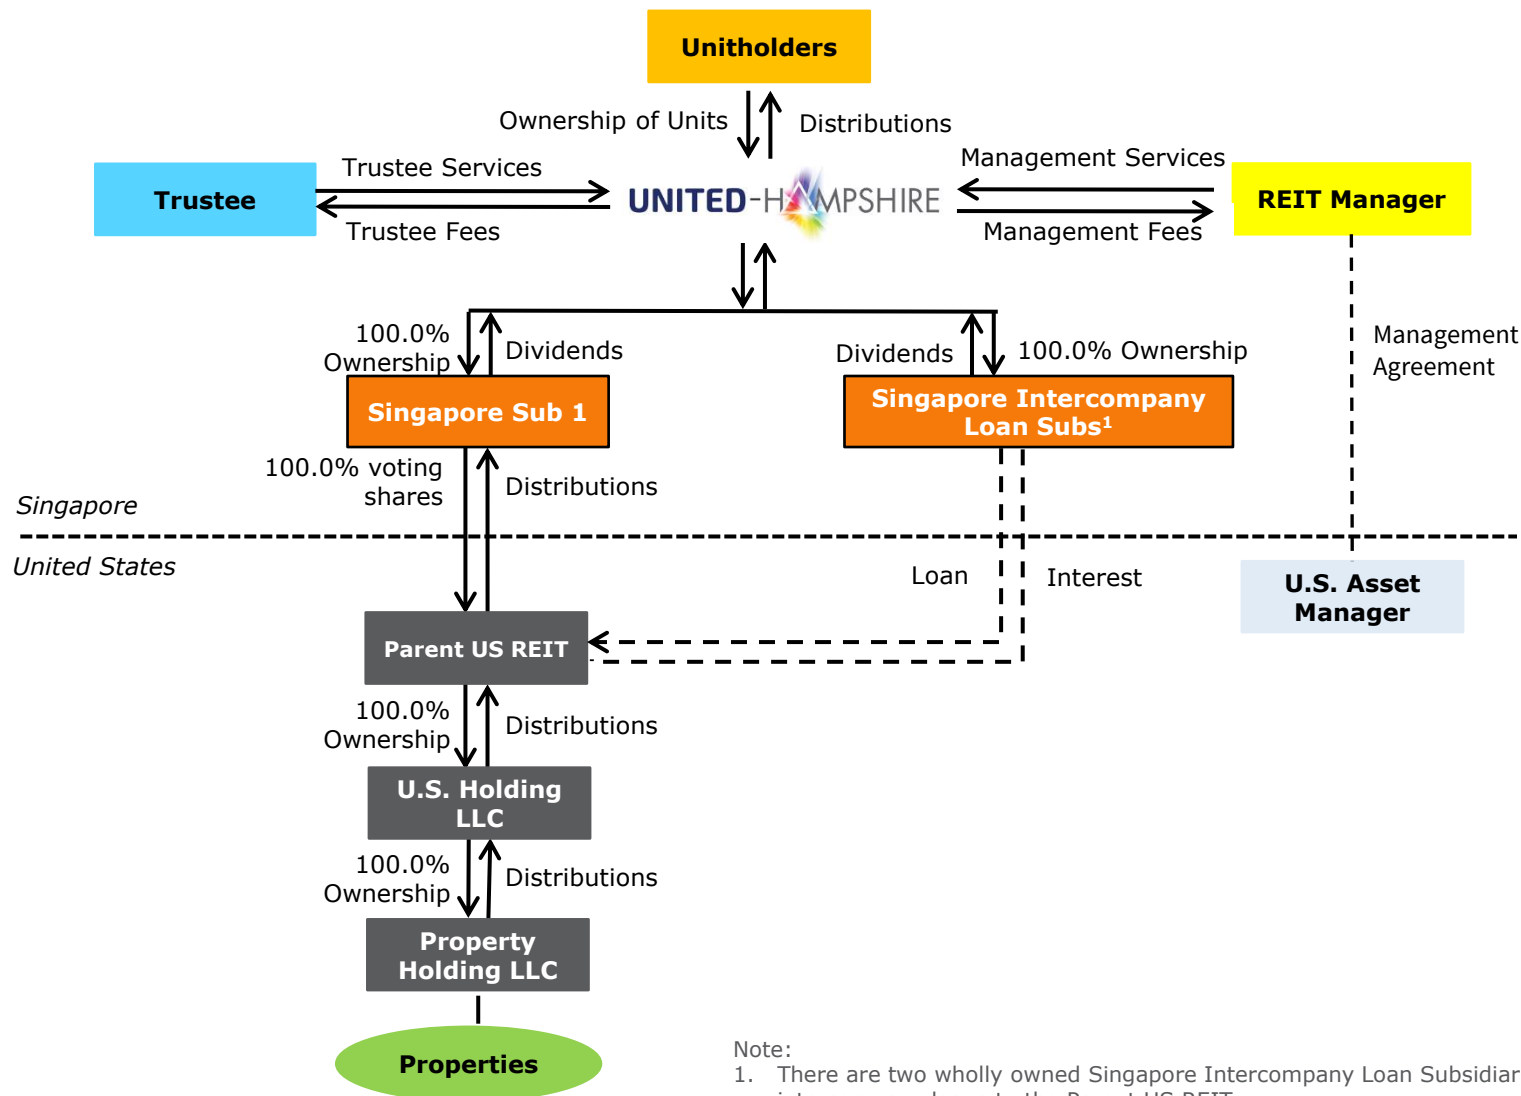 Unitholders
Ownership of Units
Distributions
Trustee
Trustee Services
Trustee Fees
UNITED-HAMPSHIRE
Management Services
Management Fees
REIT Manager
100.0%
Ownership
Dividends
Dividends
100.0% Ownership
Management
Agreement
Singapore Sub 1
Singapore Intercompany
Loan Subs¹
100.0% voting
shares
Distributions
Singapore
United States
Loan
Interest
U.S. Asset
Manager
Parent US REIT
100.0%
Ownership
Distributions
U.S. Holding
LLC
100.0%
Ownership
Distributions
Property
Holding LLC
Properties
Note:
1. There are two wholly owned Singapore Intercompany Loan Subsidiar